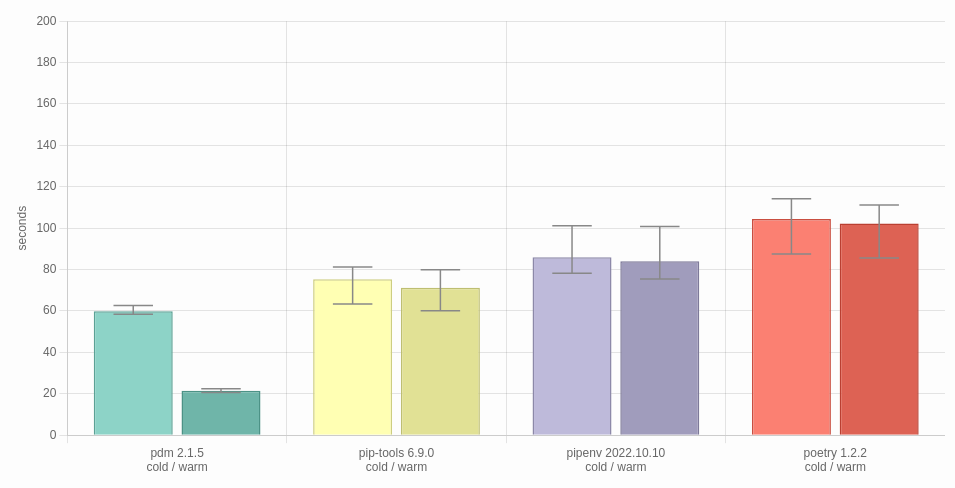 200
180
160
140
120
100
80
60
40
20
0
seconds
pdm 2.1.5
cold / warm
pip-tools 6.9.0
cold / warm
pipenv 2022.10.10
cold / warm
poetry 1.2.2
cold / warm